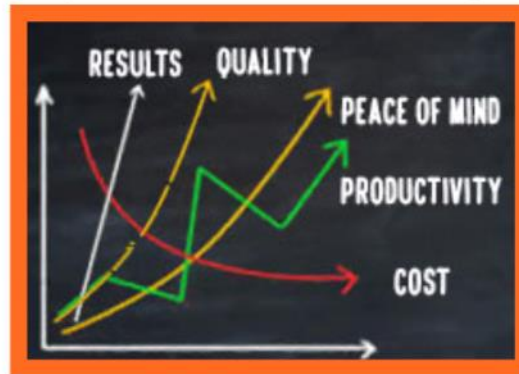 RESULTS QUALITY
PEACE OF MIND
PRODUCTIVITY
COST